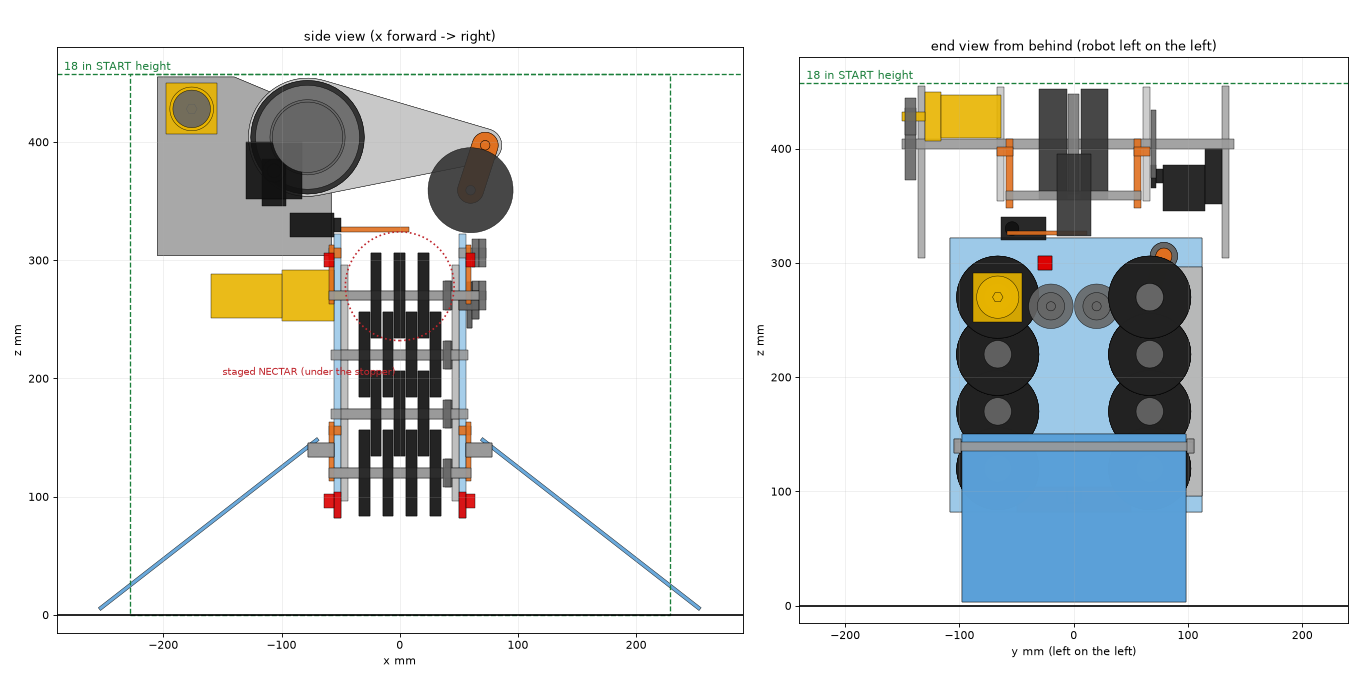 side view (x forward -> right)
18 in START height
z mm
400
300
200
100
0
staged NECTAR (under the stopper)
−200
−100
0
100
200
x mm
end view from behind (robot left on the left)
18 in START height
z mm
400
300
200
100
0
−200
−100
0
100
200
y mm (left on the left)